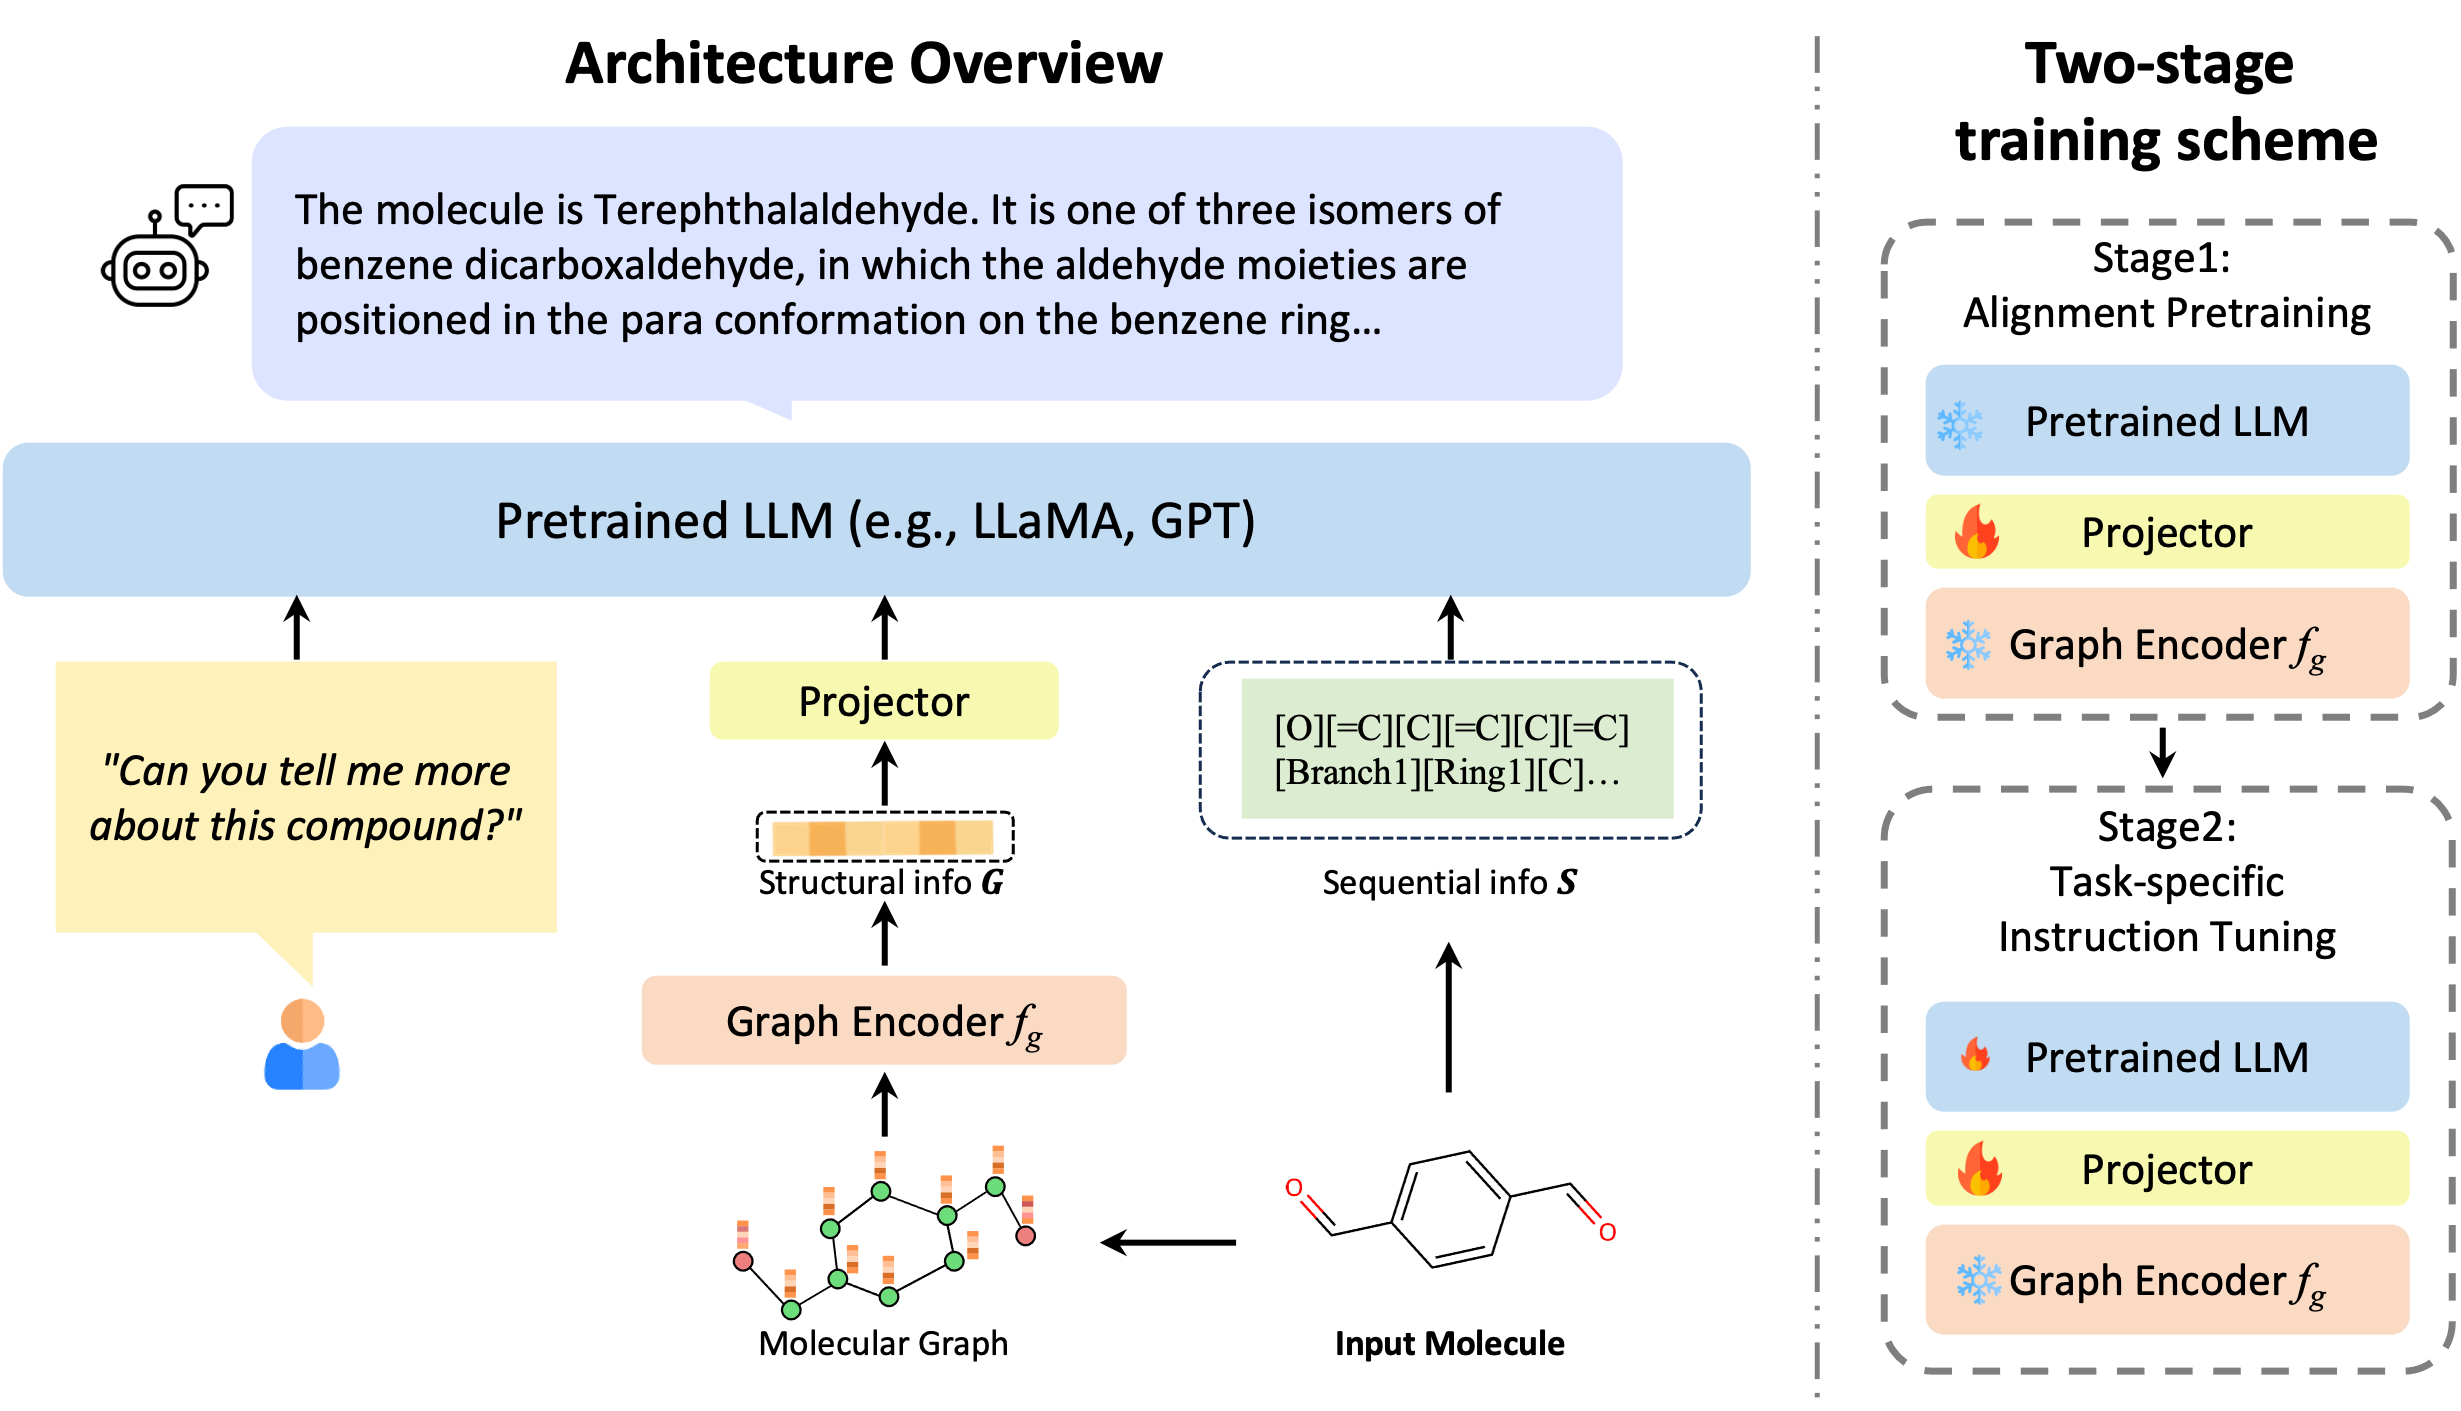 Architecture Overview
The molecule is Terephthalaldehyde. It is one of three isomers of
benzene dicarboxaldehyde, in which the aldehyde moieties are
positioned in the para conformation on the benzene ring...
Pretrained LLM (e.g., LLaMA, GPT)
"Can you tell me more
about this compound?"
Projector
Structural info G
Graph Encoder fg
Molecular Graph
[O][=C][C][=C][C][=C]
[Branch1][Ring1][C]...
Sequential info S
O
O
Input Molecule
Two-stage
training scheme
Stage1:
Alignment Pretraining
Pretrained LLM
Projector
Graph Encoder fg
Stage2:
Task-specific
Instruction Tuning
Pretrained LLM
Projector
Graph Encoder fg